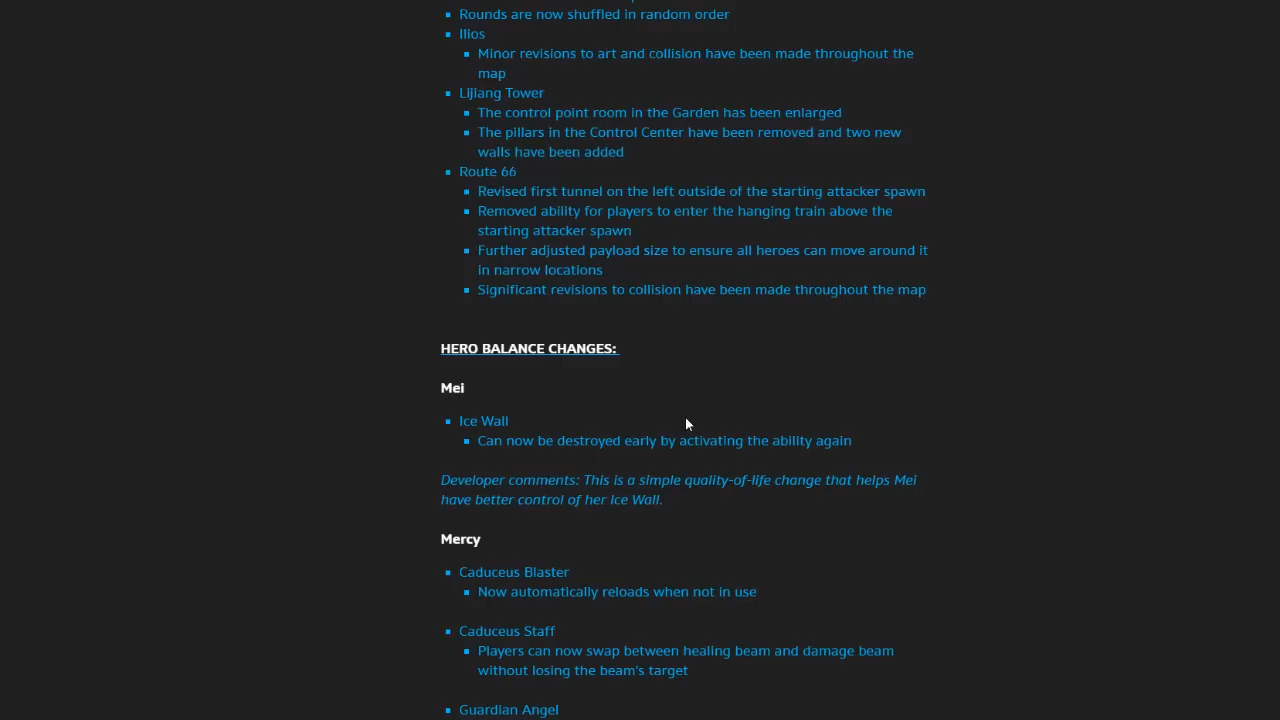 Rounds are now shuffled in random order
Ilios
Minor revisions to art and collision have been made throughout the
map
Lijiang Tower
The control point room in the Garden has been enlarged
The pillars in the Control Center have been removed and two new
walls have been added
Route 66
Revised first tunnel on the left outside of the starting attacker spawn
Removed ability for players to enter the hanging train above the
starting attacker spawn
Further adjusted payload size to ensure all heroes can move around it
in narrow locations
Significant revisions to collision have been made throughout the map
HERO BALANCE CHANGES:
Mei
Ice Wall
Can now be destroyed early by activating the ability again
Developer comments: This is a simple quality-of-life change that helps Mei
have better control of her Ice Wall.
Mercy
Caduceus Blaster
Now automatically reloads when not in use
Caduceus Staff
Players can now swap between healing beam and damage beam
without losing the beam's target
Guardian Angel